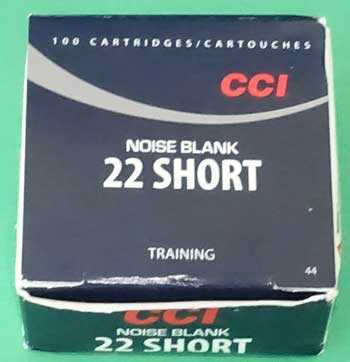 100 CARTRIDGES/CARTOUCHES
CCI
NOISE BLANK
22 SHORT
TRAINING
44
CCI
NOISE BLANK
22 SHORT